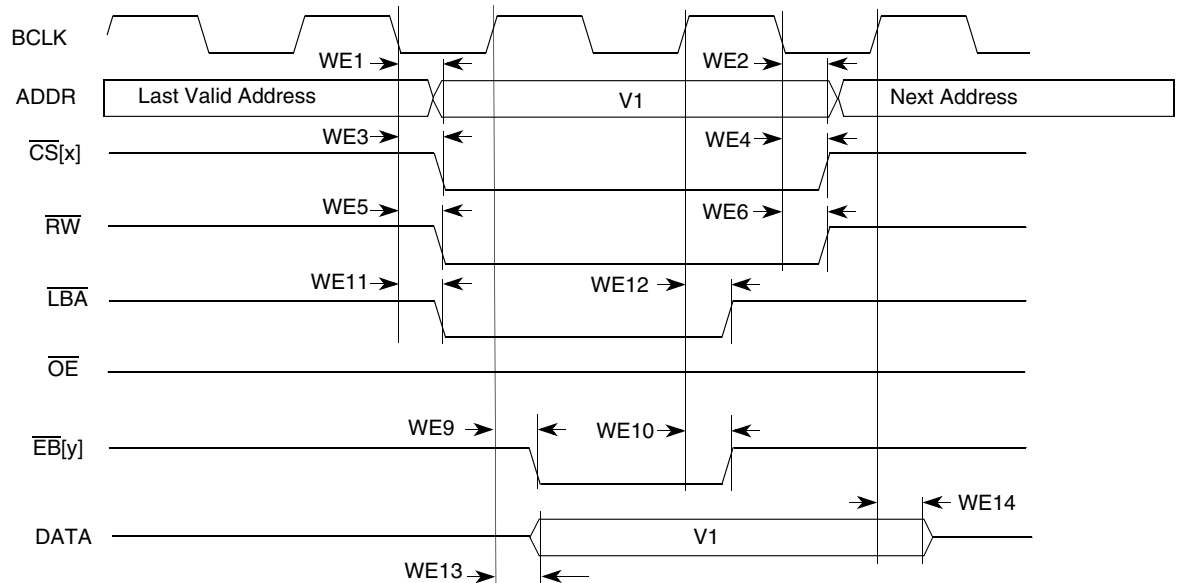 BCLK
WE1
WE2
ADDR
Last Valid Address
V1
Next Address
WE3
WE4
CS[x]
WE5
WE6
RW
WE11
WE12
LBA
OE
WE9
WE10
EB[y]
WE14
DATA
V1
WE13